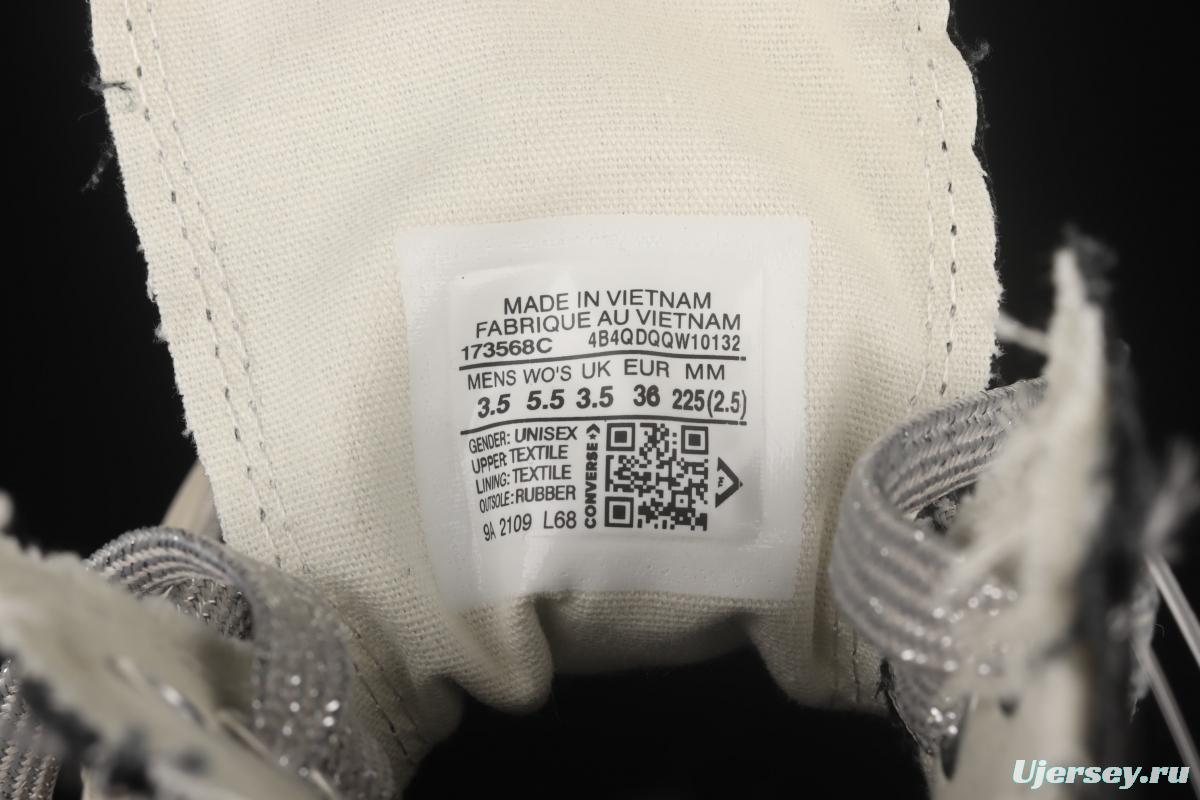 MADE IN VIETNAM
FABRIQUE AU VIETNAM
173568C 4B4QDQQW10132
MENS WO'S UK EUR MM
3.5 5.5 3.5 36 225(2.5)
GENDER: UNISEX
UPPER: TEXTILE
LINING: TEXTILE
OUTSOLE: RUBBER
9A 2109 L68
CONVERSE
F
Ujersey.ru